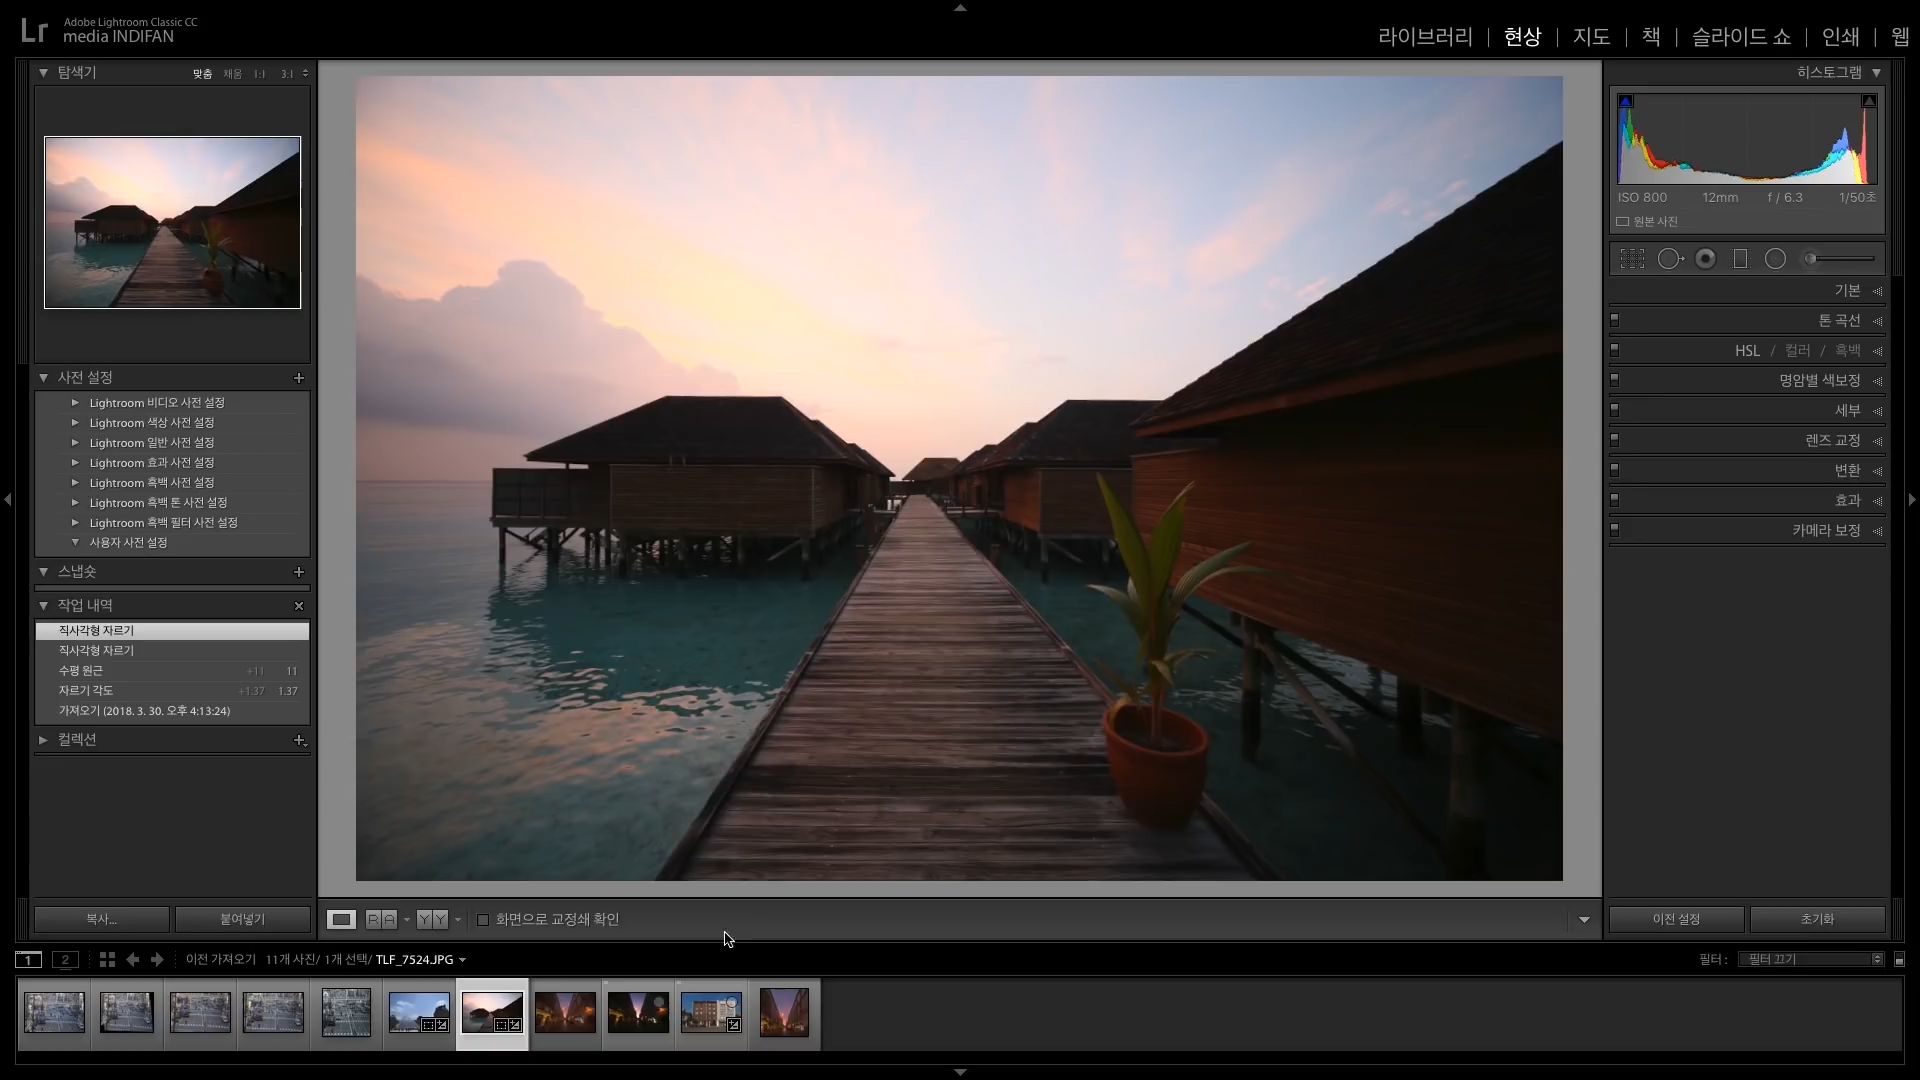 Lr
Adobe Lightroom Classic CC
media INDIFAN
라이브러리 | 현상 | 지도 | 책 | 슬라이드 쇼 | 인쇄 | 웹
탐색기 맞춤 채움 1:1 3:1
사전 설정
Lightroom 비디오 사전 설정
Lightroom 색상 사전 설정
Lightroom 일반 사전 설정
Lightroom 효과 사전 설정
Lightroom 흑백 사전 설정
Lightroom 흑백 톤 사전 설정
Lightroom 흑백 필터 사전 설정
사용자 사전 설정
스냅숏
작업 내역
직사각형 자르기
직사각형 자르기
수평 원근 +11 11
자르기 각도 +1.37 1.37
가져오기 (2018. 3. 30. 오후 4:13:24)
컬렉션
복사... 붙여넣기
R A Y Y 화면으로 교정쇄 확인
히스토그램
ISO 800 12mm f / 6.3 1/50초
원본 사진
기본
톤 곡선
HSL / 컬러 / 흑백
명암별 색보정
세부
렌즈 교정
변환
효과
카메라 보정
이전 설정 초기화
1 2 이전 가져오기 11개 사진/ 1개 선택/ TLF_7524.JPG
필터 : 필터 끄기